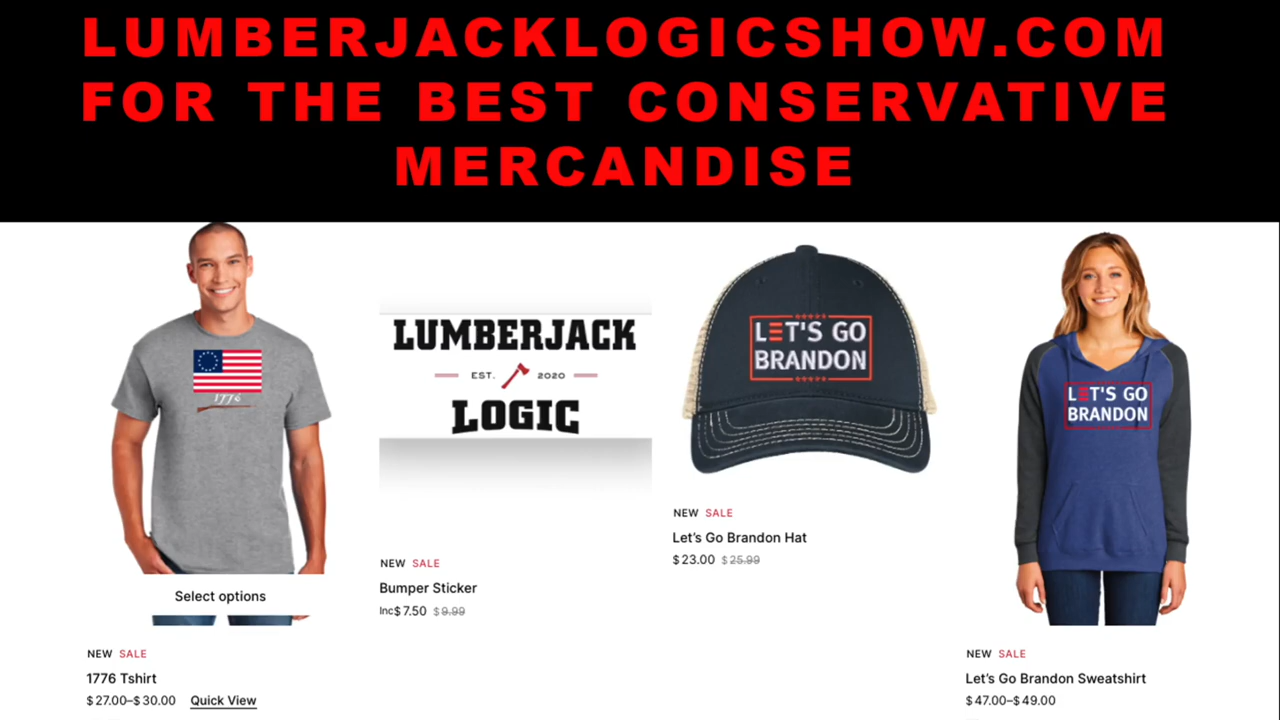 LUMBERJACKLOGICSHOW.COM
FOR THE BEST CONSERVATIVE
MERCANDISE
1776
Select options
NEW SALE
1776 Tshirt
$27.00–$30.00 Quick View
LUMBERJACK
EST. 2020
LOGIC
NEW SALE
Bumper Sticker
Inc$7.50 $9.99
LET'S GO
BRANDON
NEW SALE
Let's Go Brandon Hat
$23.00 $25.99
LET'S GO
BRANDON
NEW SALE
Let's Go Brandon Sweatshirt
$47.00–$49.00